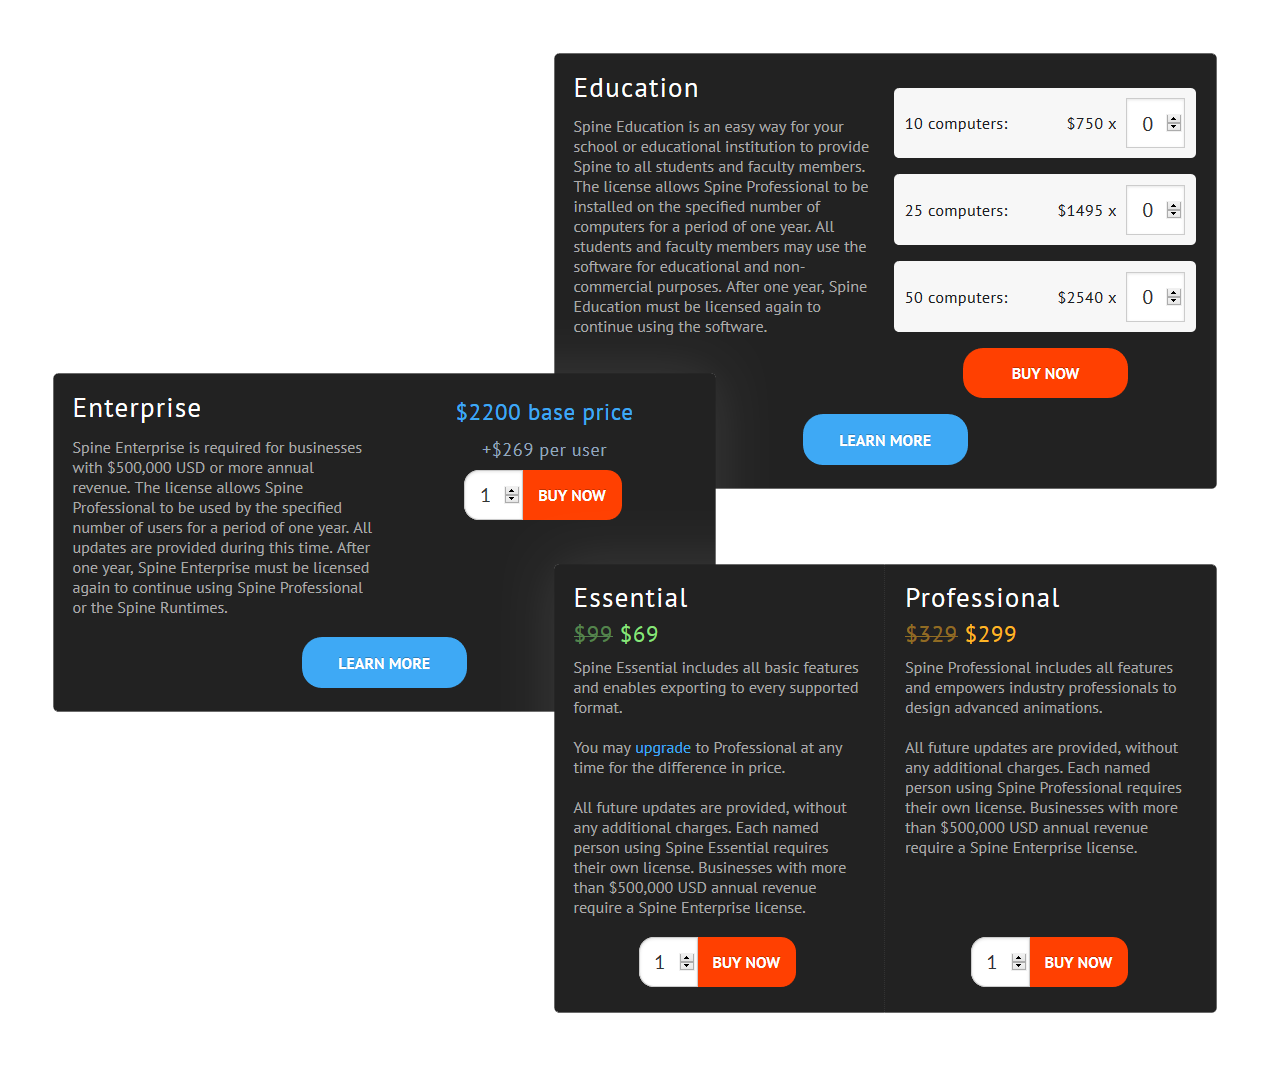 Education
Spine Education is an easy way for your
school or educational institution to provide
Spine to all students and faculty members.
The license allows Spine Professional to be
installed on the specified number of
computers for a period of one year. All
students and faculty members may use the
software for educational and non-
commercial purposes. After one year, Spine
Education must be licensed again to
continue using the software.
10 computers: $750 x 0
25 computers: $1495 x 0
50 computers: $2540 x 0
BUY NOW
LEARN MORE
Enterprise
Spine Enterprise is required for businesses
with $500,000 USD or more annual
revenue. The license allows Spine
Professional to be used by the specified
number of users for a period of one year. All
updates are provided during this time. After
one year, Spine Enterprise must be licensed
again to continue using Spine Professional
or the Spine Runtimes.
$2200 base price
+$269 per user
1 BUY NOW
LEARN MORE
Essential
$99 $69
Spine Essential includes all basic features
and enables exporting to every supported
format.
You may upgrade to Professional at any
time for the difference in price.
All future updates are provided, without
any additional charges. Each named
person using Spine Essential requires
their own license. Businesses with more
than $500,000 USD annual revenue
require a Spine Enterprise license.
1 BUY NOW
Professional
$329 $299
Spine Professional includes all features
and empowers industry professionals to
design advanced animations.
All future updates are provided, without
any additional charges. Each named
person using Spine Professional requires
their own license. Businesses with more
than $500,000 USD annual revenue
require a Spine Enterprise license.
1 BUY NOW